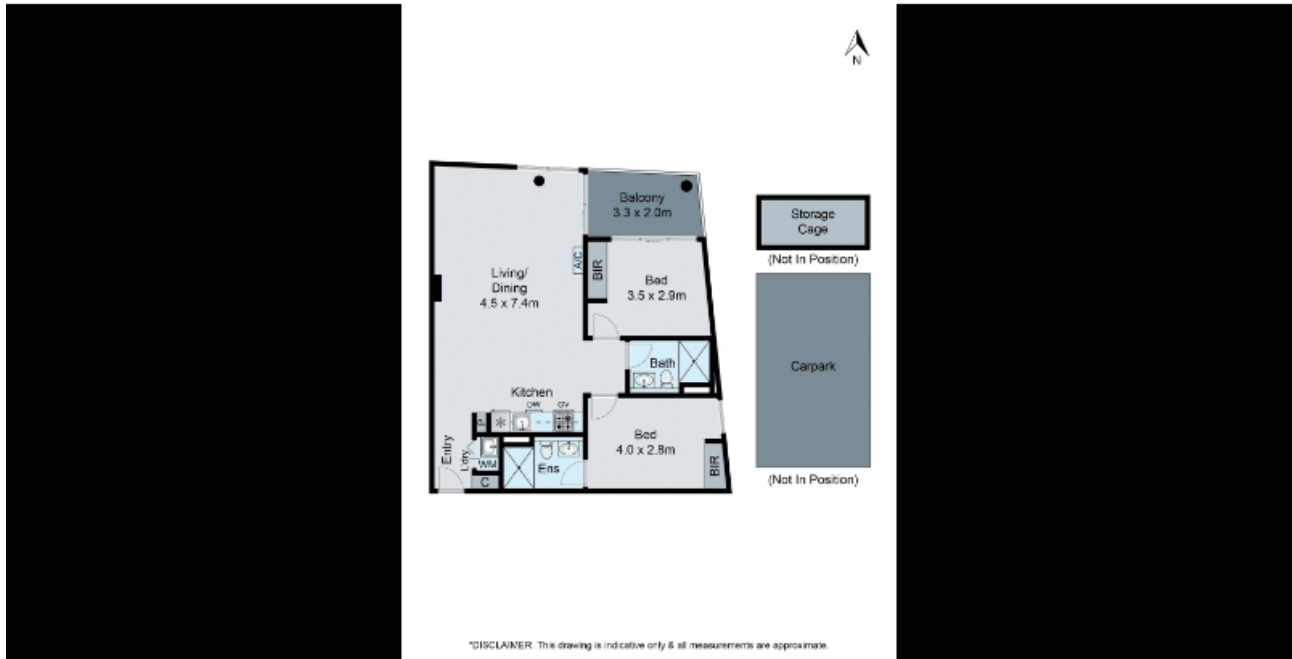 N
Balcony
3.3 x 2.0m
Storage
Cage
(Not In Position)
A/C
BIR
Living/
Dining
4.5 x 7.4m
Bed
3.5 x 2.9m
Bath
Carpark
Kitchen
DW OV
P
Entry
L'dry
WM
C
Ens
Bed
4.0 x 2.8m
BIR
(Not In Position)
*DISCLAIMER: This drawing is indicative only & all measurements are approximate.